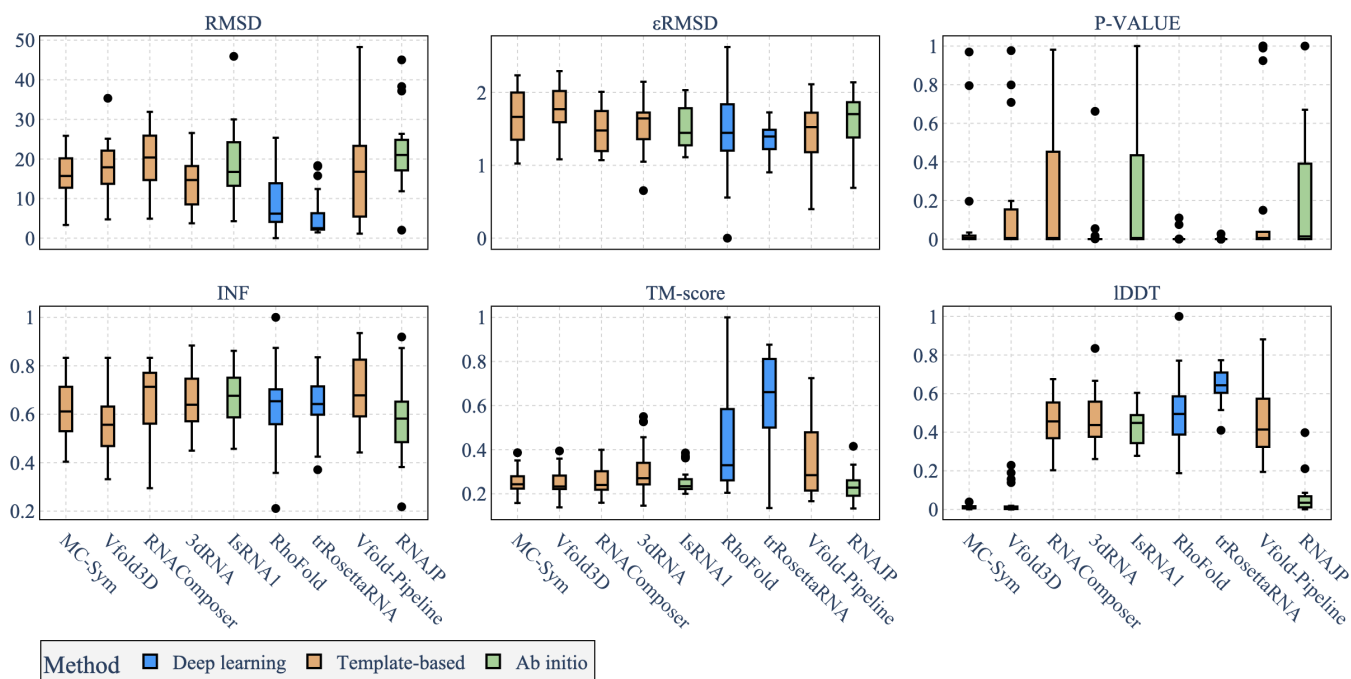 RMSD
εRMSD
P-VALUE
50
40
30
20
10
0
2
1
0
1
0.8
0.6
0.4
0.2
0
INF
TM-score
lDDT
1
0.8
0.6
0.4
0.2
1
0.8
0.6
0.4
0.2
1
0.8
0.6
0.4
0.2
0
MC-Sym
Vfold3D
RNAComposer
3dRNA
IsRNA1
RhoFold
trRosettaRNA
Vfold-Pipeline
RNAJP
MC-Sym
Vfold3D
RNAComposer
3dRNA
IsRNA1
RhoFold
trRosettaRNA
Vfold-Pipeline
RNAJP
MC-Sym
Vfold3D
RNAComposer
3dRNA
IsRNA1
RhoFold
trRosettaRNA
Vfold-Pipeline
RNAJP
Method Deep learning Template-based Ab initio